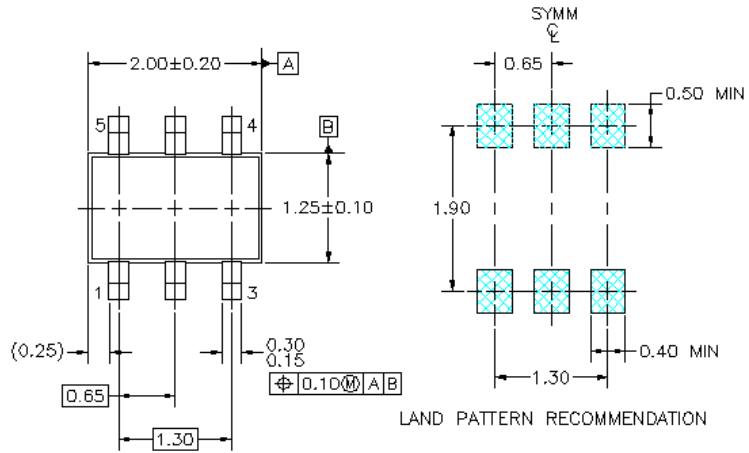 SYMM
℄
2.00±0.20
A
0.65
0.50 MIN
5
4
B
1.25±0.10
1.90
1
3
(0.25)
0.30
0.15
0.10Ⓜ A B
0.40 MIN
0.65
1.30
1.30
LAND PATTERN RECOMMENDATION